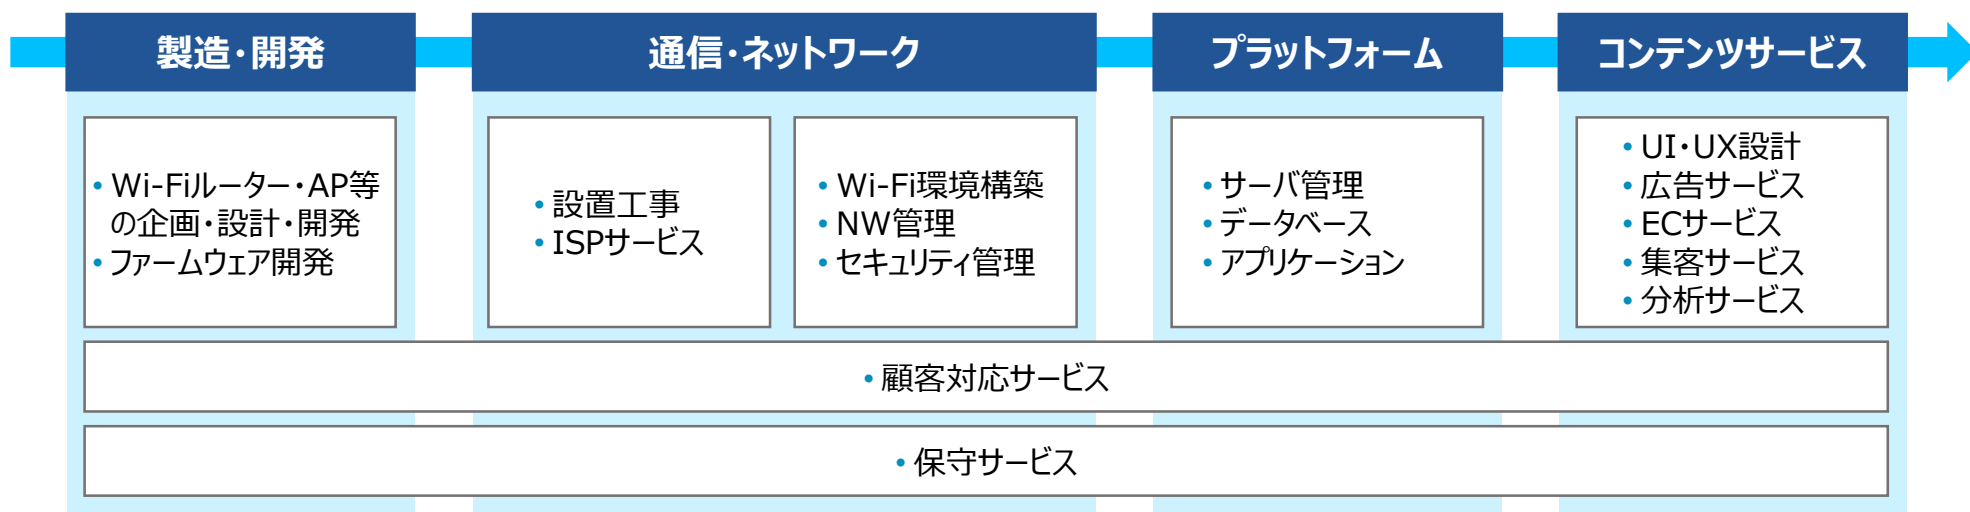 製造・開発
通信・ネットワーク
プラットフォーム
コンテンツサービス
• Wi-Fiルーター・AP等
の企画・設計・開発
• ファームウェア開発
• 設置工事
• ISPサービス
• Wi-Fi環境構築
• NW管理
• セキュリティ管理
• サーバ管理
• データベース
• アプリケーション
• UI・UX設計
• 広告サービス
• ECサービス
• 集客サービス
• 分析サービス
• 顧客対応サービス
• 保守サービス